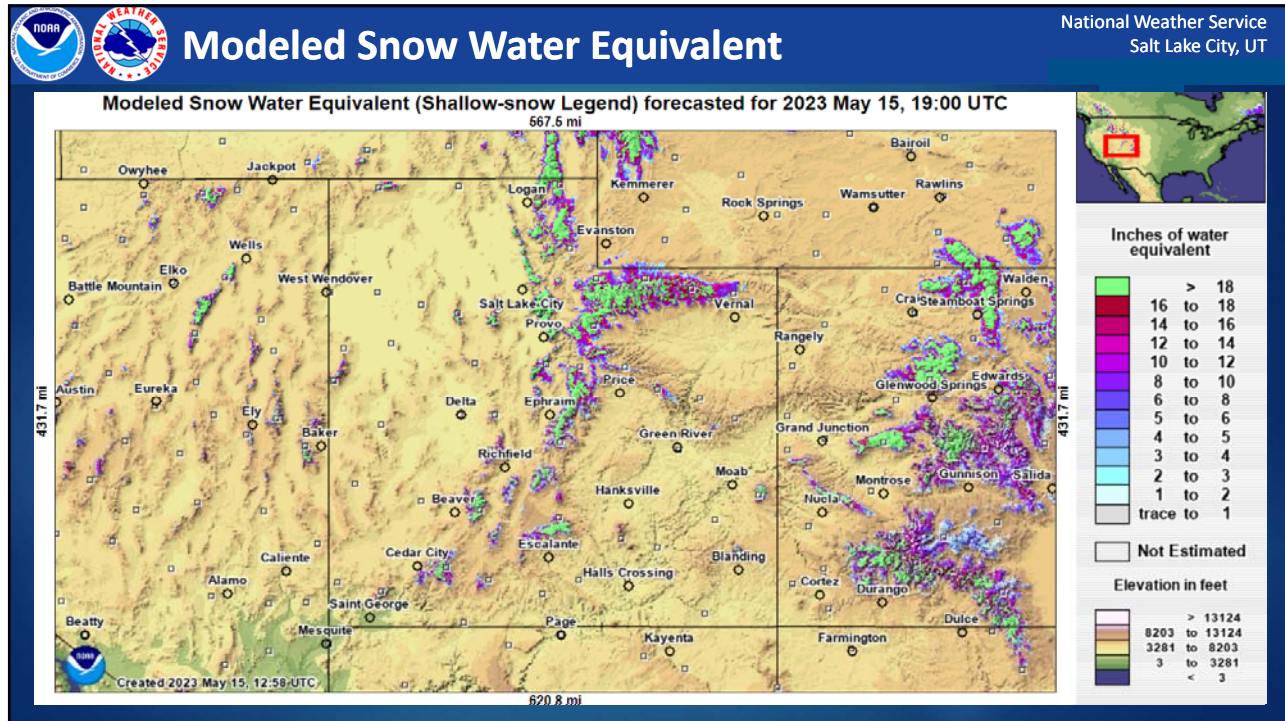 NOAA
NATIONAL WEATHER SERVICE
Modeled Snow Water Equivalent
National Weather Service
Salt Lake City, UT
Modeled Snow Water Equivalent (Shallow-snow Legend) forecasted for 2023 May 15, 19:00 UTC
567.5 mi
Owyhee
Jackpot
Logan
Kemmerer
Bairoil
Rock Springs
Wamsutter
Rawlins
Evanston
Wells
Elko
Battle Mountain
West Wendover
Salt Lake City
Provo
Vernal
Craig
Steamboat Springs
Walden
Rangely
Austin
Eureka
Ely
Baker
Delta
Price
Ephraim
Glenwood Springs
Edwards
431.7 mi
431.7 mi
Richfield
Green River
Grand Junction
Moab
Montrose
Gunnison
Salida
Beaver
Hanksville
Nucla
Caliente
Cedar City
Escalante
Blanding
Alamo
Halls Crossing
Cortez
Durango
Saint George
Beatty
Mesquite
Page
Kayenta
Farmington
Dulce
NOAA
Created 2023 May 15, 12:58 UTC
620.8 mi
Inches of water
equivalent
> 18
16 to 18
14 to 16
12 to 14
10 to 12
8 to 10
6 to 8
5 to 6
4 to 5
3 to 4
2 to 3
1 to 2
trace to 1
Not Estimated
Elevation in feet
> 13124
8203 to 13124
3281 to 8203
3 to 3281
< 3